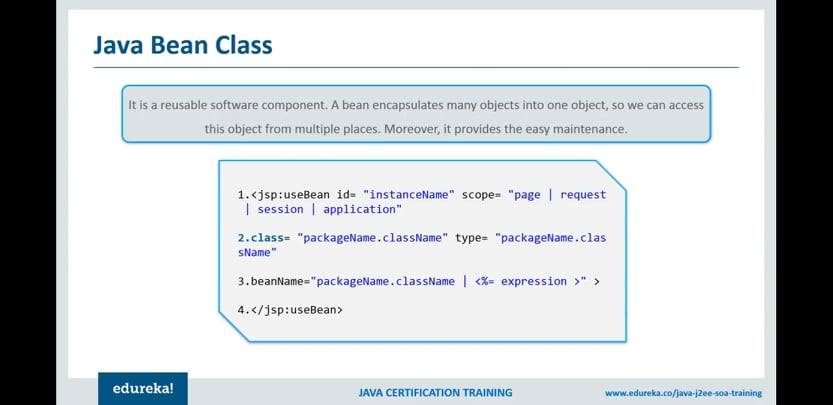 Java Bean Class
It is a reusable software component. A bean encapsulates many objects into one object, so we can access
this object from multiple places. Moreover, it provides the easy maintenance.
1.<jsp:useBean id= "instanceName" scope= "page | request
| session | application"
2.class= "packageName.className" type= "packageName.clas
sName"
3.beanName="packageName.className | <%= expression >" >
4.</jsp:useBean>
edureka!
JAVA CERTIFICATION TRAINING
www.edureka.co/java-j2ee-soa-training